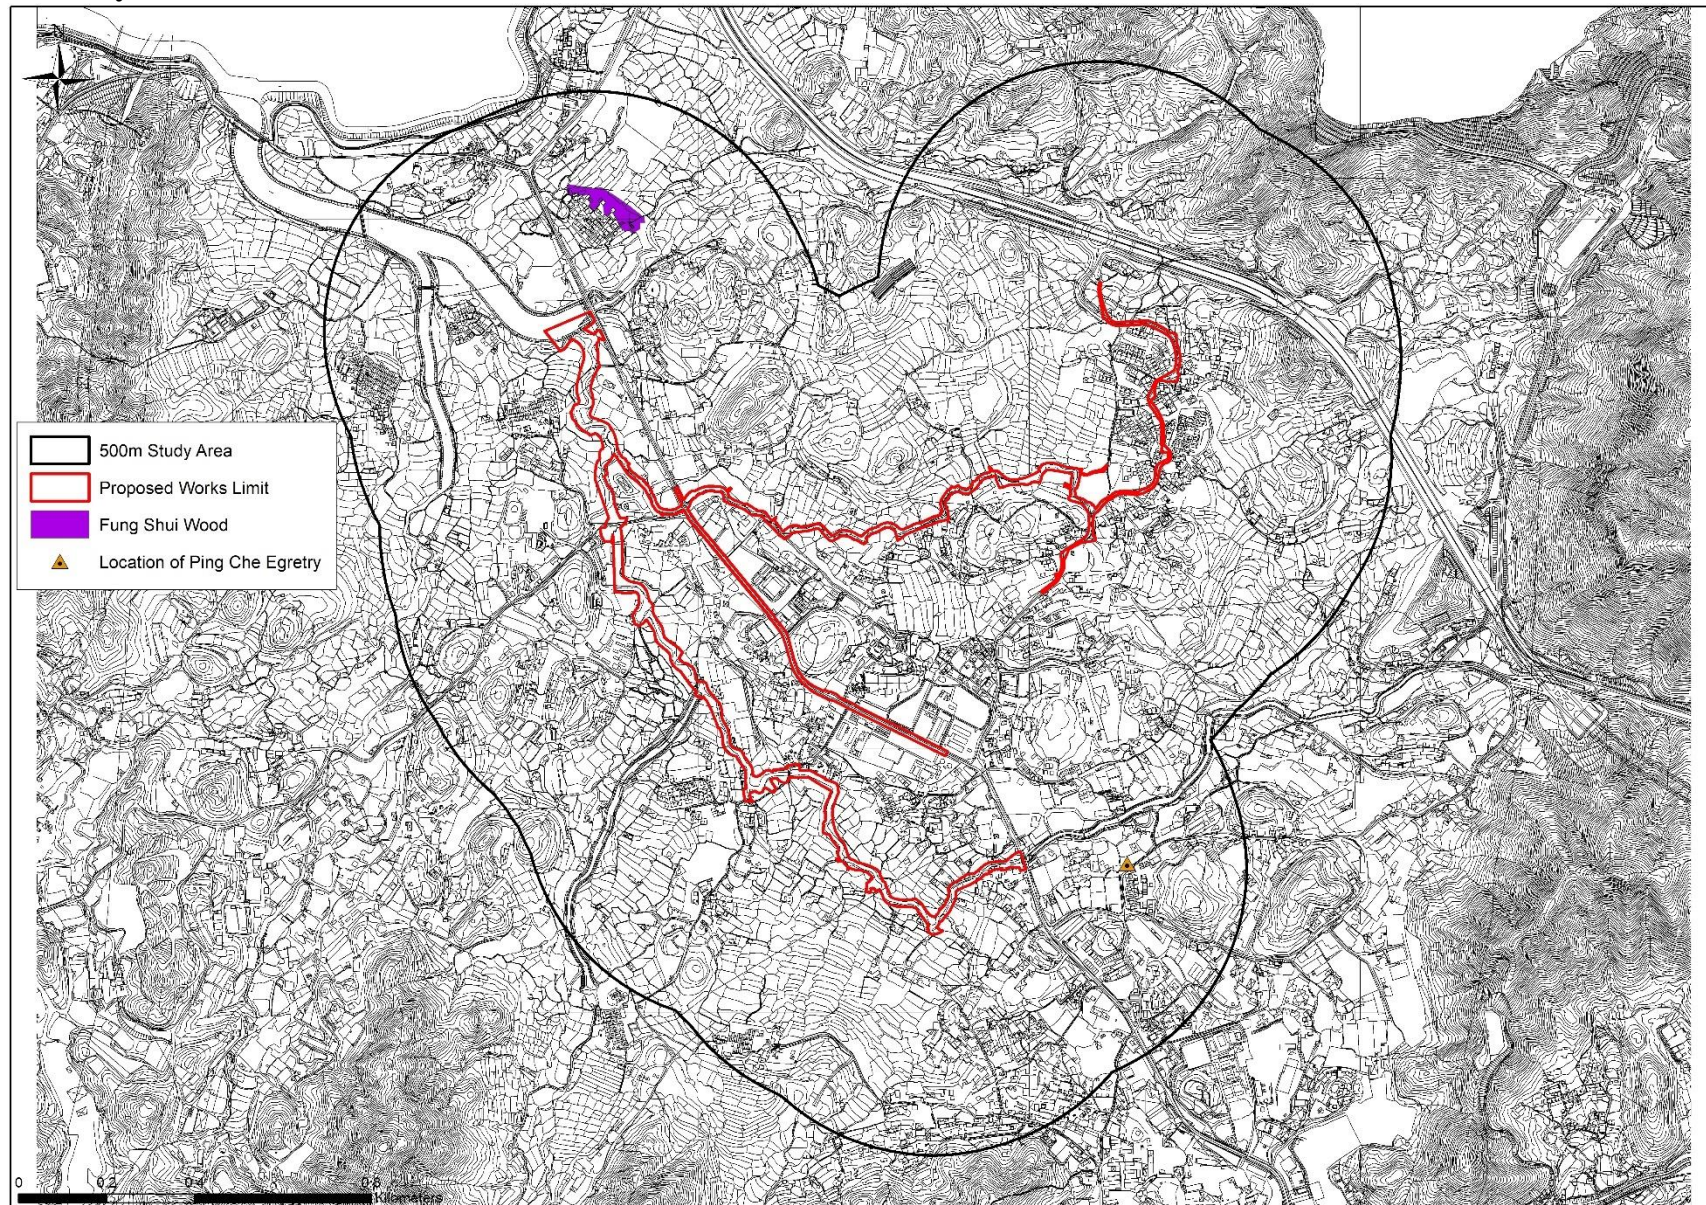 500m Study Area
Proposed Works Limit
Fung Shui Wood
Location of Ping Che Egretry
0 0.2 0.4 0.8
Kilometers